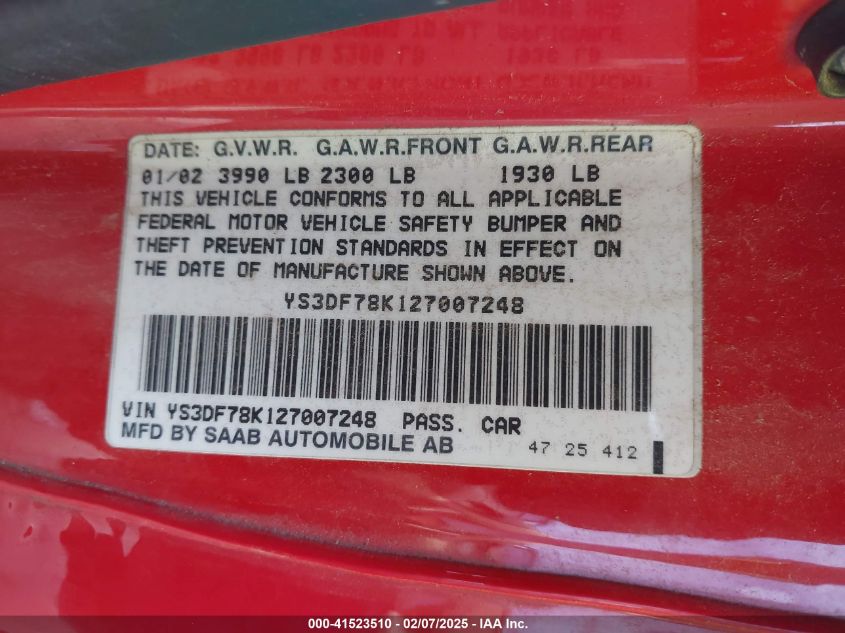 DATE: G.V.W.R. G.A.W.R.FRONT G.A.W.R.REAR
01/02 3990 LB 2300 LB 1930 LB
THIS VEHICLE CONFORMS TO ALL APPLICABLE
FEDERAL MOTOR VEHICLE SAFETY BUMPER AND
THEFT PREVENTION STANDARDS IN EFFECT ON
THE DATE OF MANUFACTURE SHOWN ABOVE.
YS3DF78K127007248
VIN YS3DF78K127007248 PASS. CAR
MFD BY SAAB AUTOMOBILE AB 47 25 412
000-41523510 - 02/07/2025 - IAA Inc.